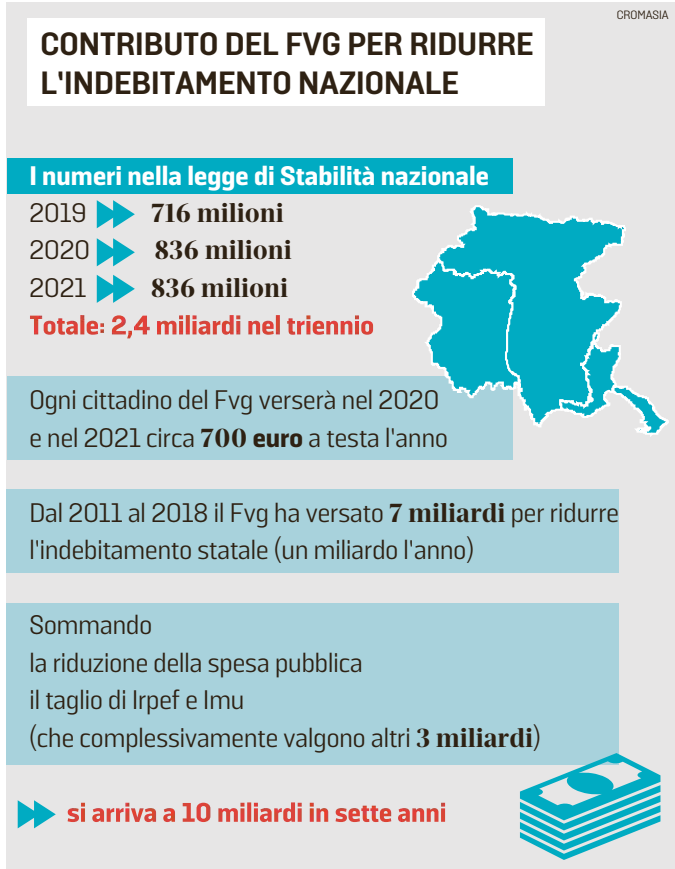 CROMASIA
CONTRIBUTO DEL FVG PER RIDURRE
L'INDEBITAMENTO NAZIONALE
I numeri nella legge di Stabilità nazionale
2019 716 milioni
2020 836 milioni
2021 836 milioni
Totale: 2,4 miliardi nel triennio
Ogni cittadino del Fvg verserà nel 2020
e nel 2021 circa 700 euro a testa l'anno
Dal 2011 al 2018 il Fvg ha versato 7 miliardi per ridurre
l'indebitamento statale (un miliardo l'anno)
Sommando
la riduzione della spesa pubblica
il taglio di Irpef e Imu
(che complessivamente valgono altri 3 miliardi)
si arriva a 10 miliardi in sette anni